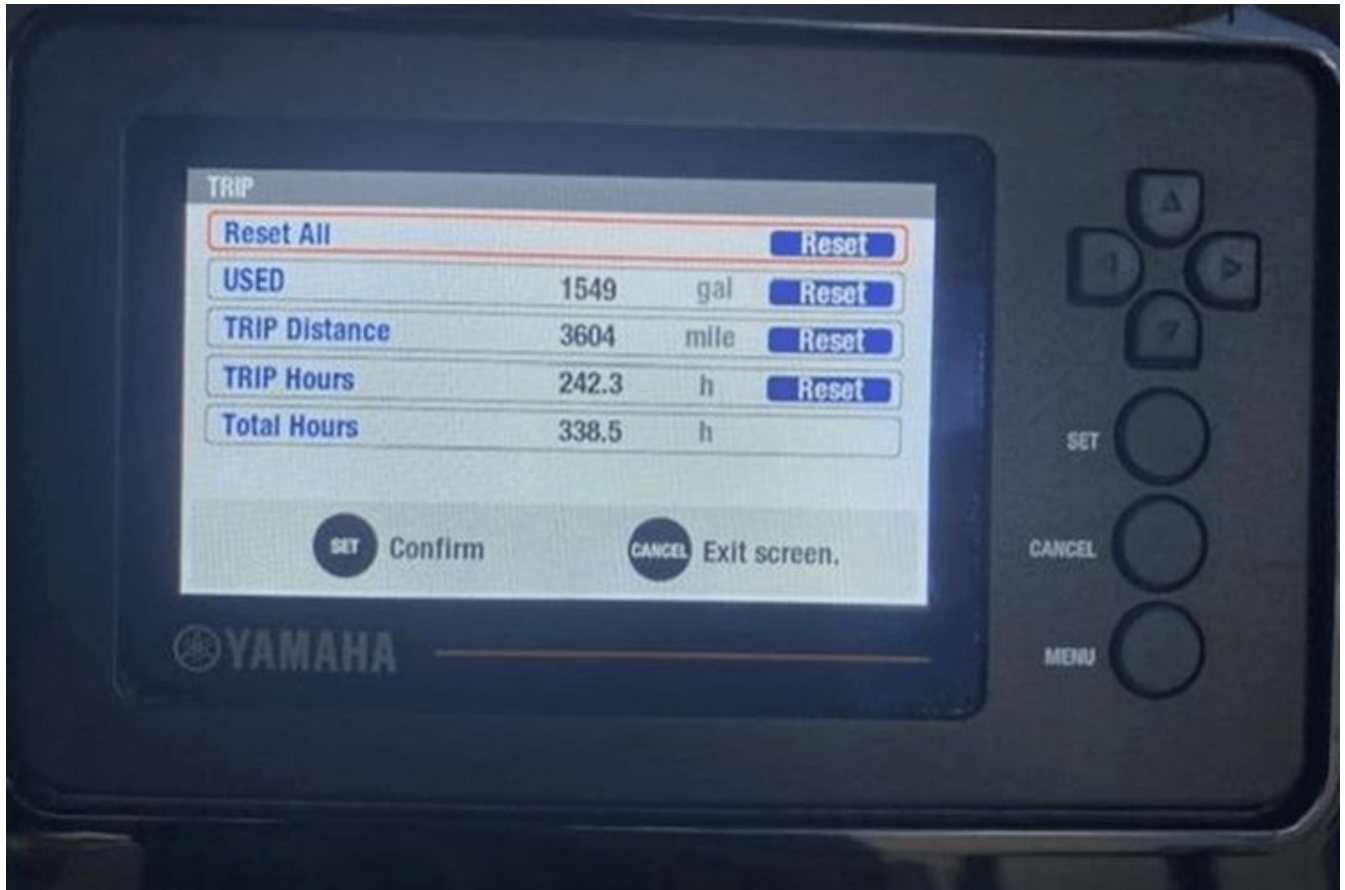 TRIP
Reset All Reset
USED 1549 gal Reset
TRIP Distance 3604 mile Reset
TRIP Hours 242.3 h Reset
Total Hours 338.5 h
SET Confirm CANCEL Exit screen.
YAMAHA
SET
CANCEL
MENU